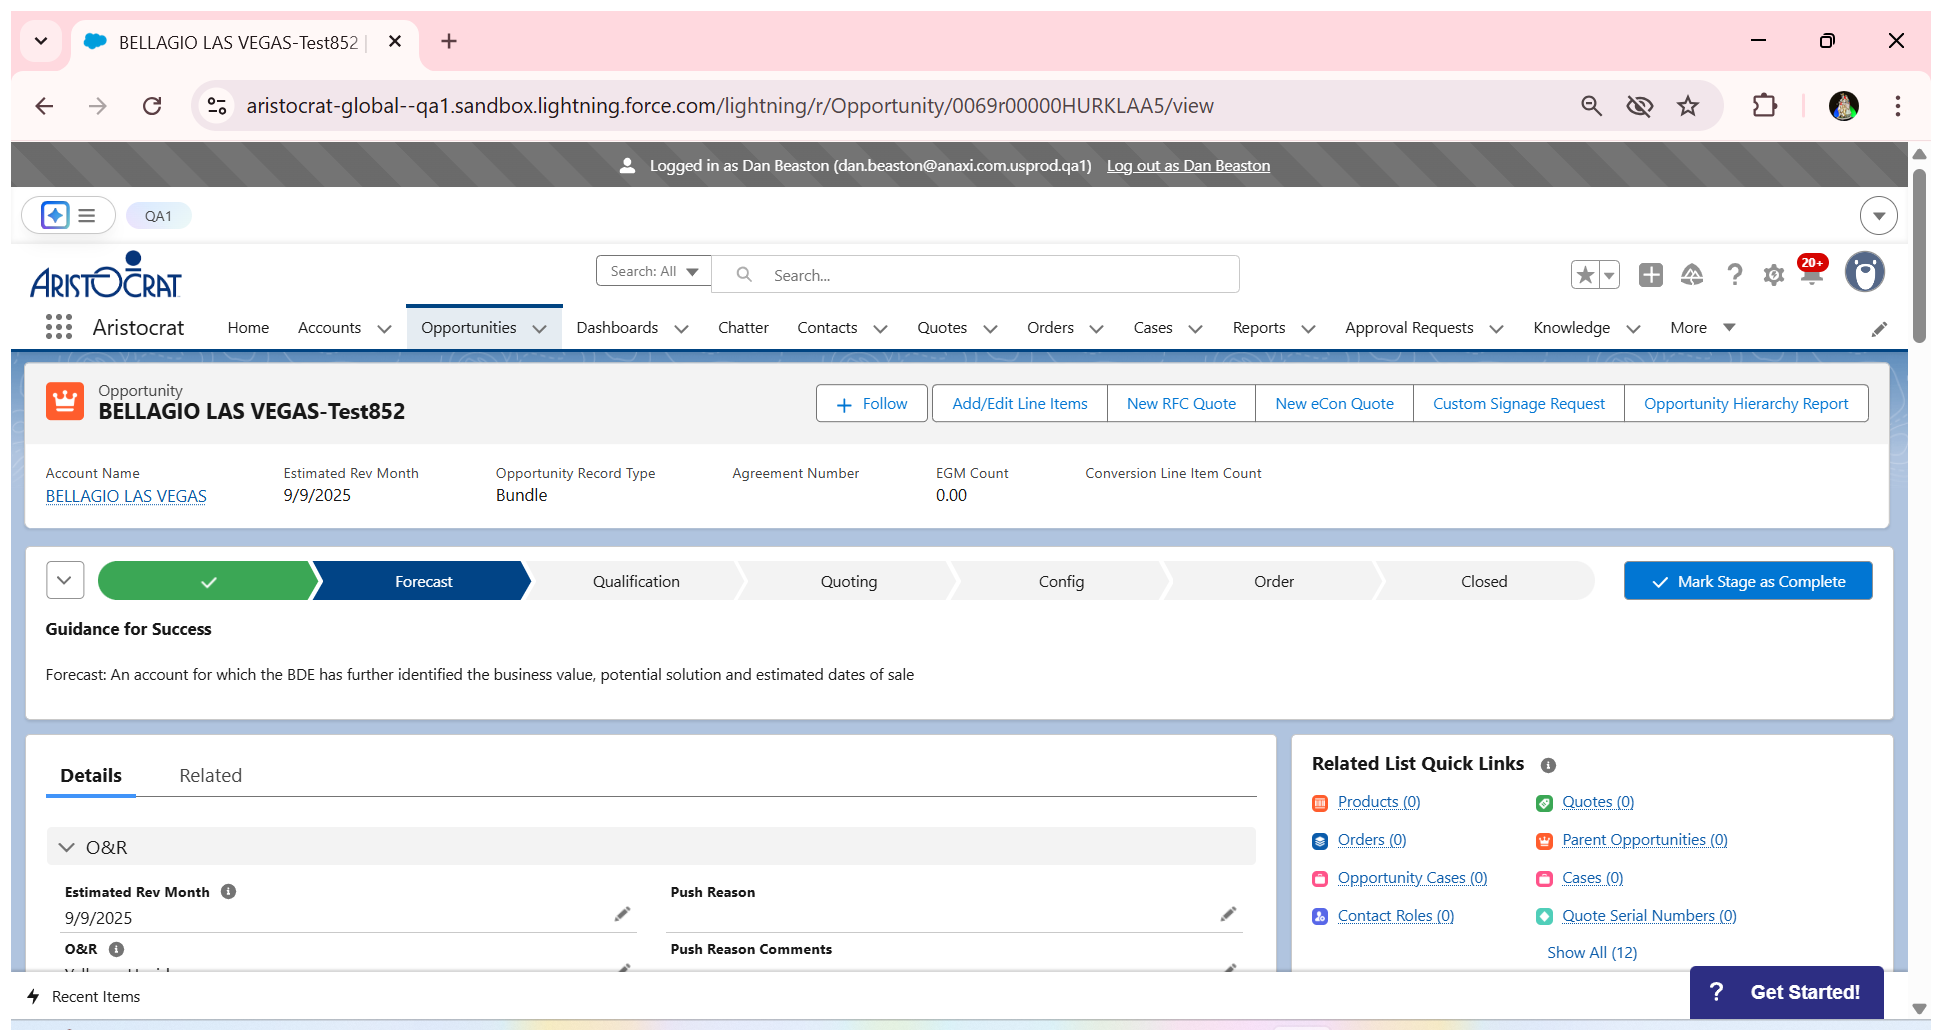 BELLAGIO LAS VEGAS-Test852 |
aristocrat-global--qa1.sandbox.lightning.force.com/lightning/r/Opportunity/0069r00000HURKLAA5/view
Logged in as Dan Beaston (dan.beaston@anaxi.com.usprod.qa1) Log out as Dan Beaston
QA1
ARISTOCRAT
Search: All Search...
20+
Aristocrat Home Accounts Opportunities Dashboards Chatter Contacts Quotes Orders Cases Reports Approval Requests Knowledge More
Opportunity
BELLAGIO LAS VEGAS-Test852
Follow Add/Edit Line Items New RFC Quote New eCon Quote Custom Signage Request Opportunity Hierarchy Report
Account Name Estimated Rev Month Opportunity Record Type Agreement Number EGM Count Conversion Line Item Count
BELLAGIO LAS VEGAS 9/9/2025 Bundle 0.00
Forecast Qualification Quoting Config Order Closed Mark Stage as Complete
Guidance for Success
Forecast: An account for which the BDE has further identified the business value, potential solution and estimated dates of sale
Details Related
O&R
Estimated Rev Month Push Reason
9/9/2025
O&R Push Reason Comments
Related List Quick Links
Products (0) Quotes (0)
Orders (0) Parent Opportunities (0)
Opportunity Cases (0) Cases (0)
Contact Roles (0) Quote Serial Numbers (0)
Show All (12)
Recent Items
? Get Started!